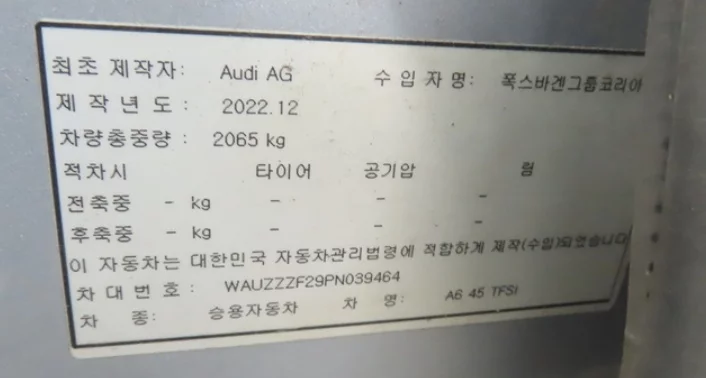 최초 제작자: Audi AG 수입자명: 폭스바겐그룹코리아
제작년도: 2022.12
차량총중량: 2065 kg
적차시 타이어 공기압 림
전축중 - kg - - -
후축중 - kg - - -
이 자동차는 대한민국 자동차관리법령에 적합하게 제작(수입)되었습니다
차대번호: WAUZZZF29PN039464
차 종: 승용자동차 차 명: A6 45 TFSI